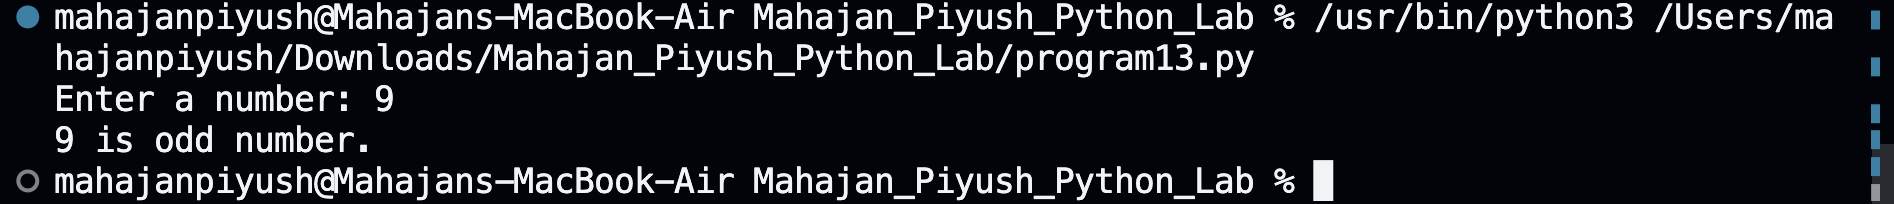 mahajanpiyush@Mahajans-MacBook-Air Mahajan_Piyush_Python_Lab % /usr/bin/python3 /Users/ma
hajanpiyush/Downloads/Mahajan_Piyush_Python_Lab/program13.py
Enter a number: 9
9 is odd number.
mahajanpiyush@Mahajans-MacBook-Air Mahajan_Piyush_Python_Lab %